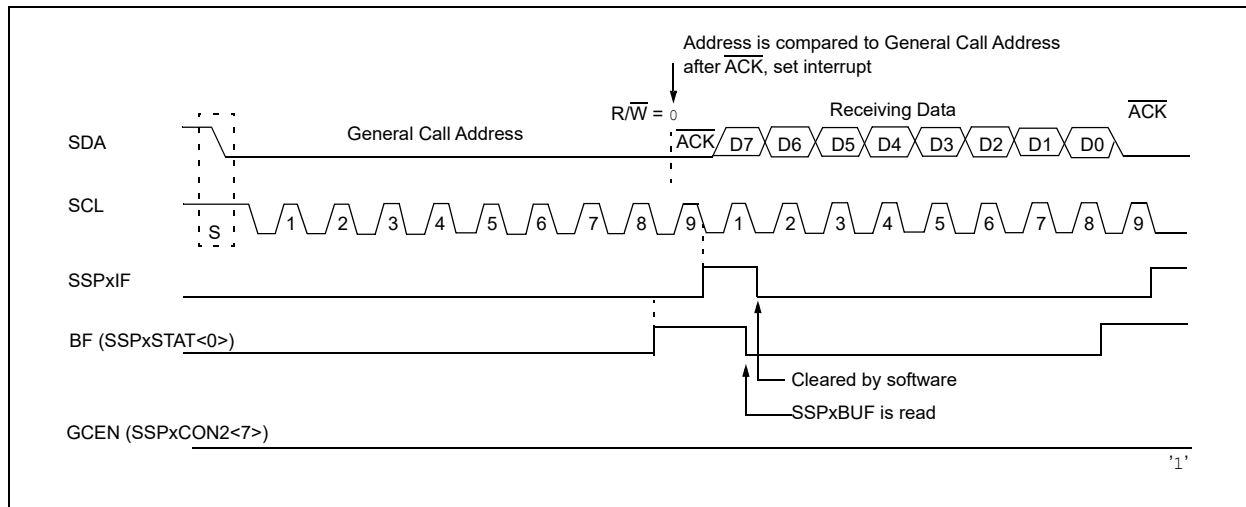 Address is compared to General Call Address
after ACK, set interrupt
R/W = 0
Receiving Data
ACK
General Call Address
SDA
ACK
D7 D6 D5 D4 D3 D2 D1 D0
SCL
S
1 2 3 4 5 6 7 8 9 1 2 3 4 5 6 7 8 9
SSPxIF
BF (SSPxSTAT<0>)
Cleared by software
SSPxBUF is read
GCEN (SSPxCON2<7>)
'1'